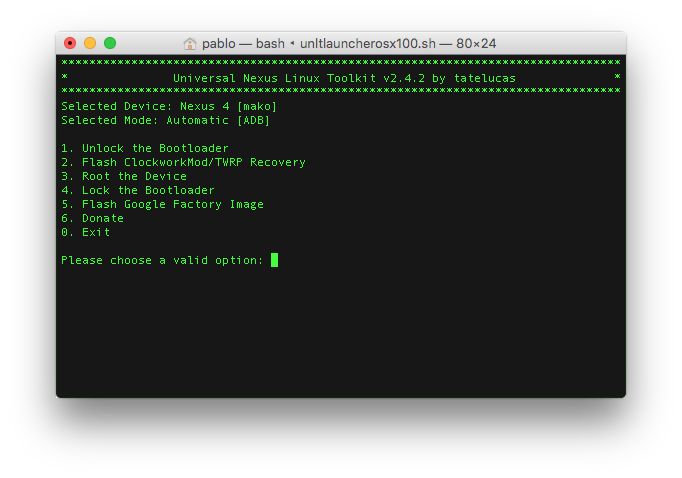 pablo — bash • unltlauncherosx100.sh — 80×24
********************************************************************************
* Universal Nexus Linux Toolkit v2.4.2 by tatelucas *
********************************************************************************
Selected Device: Nexus 4 [mako]
Selected Mode: Automatic [ADB]
1. Unlock the Bootloader
2. Flash ClockworkMod/TWRP Recovery
3. Root the Device
4. Lock the Bootloader
5. Flash Google Factory Image
6. Donate
0. Exit
Please choose a valid option: